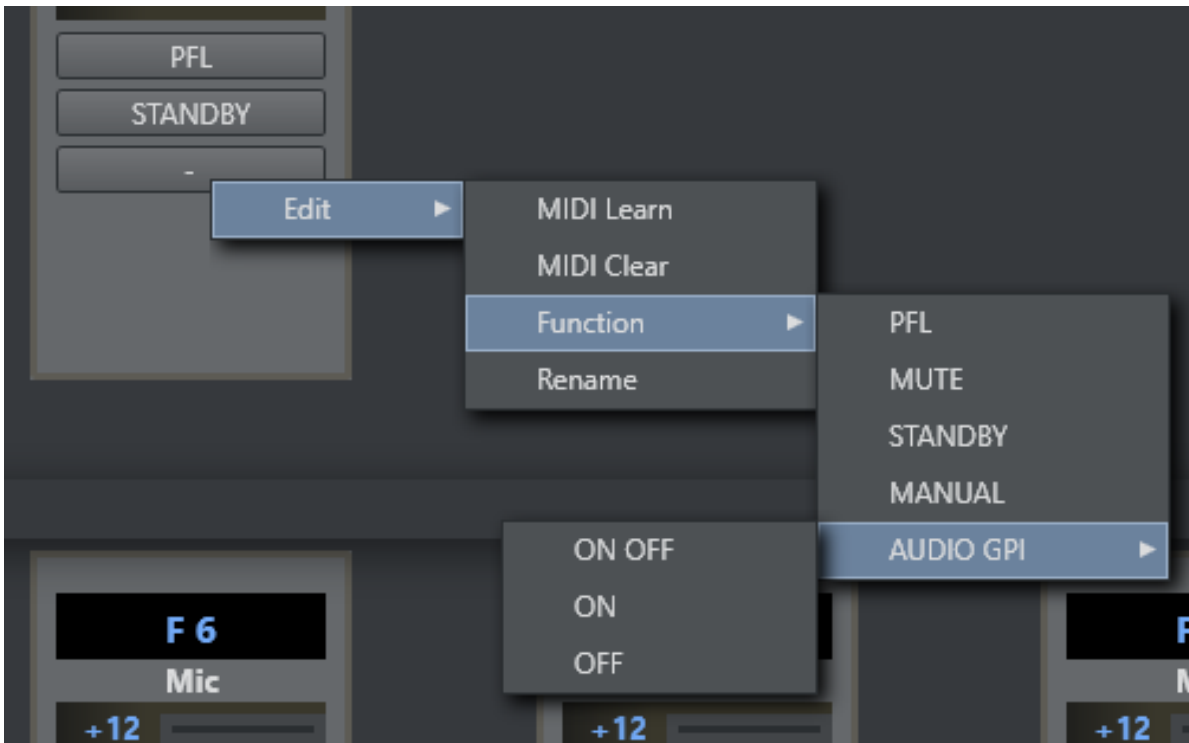 PFL
STANDBY
-
Edit
MIDI Learn
MIDI Clear
Function
Rename
PFL
MUTE
STANDBY
MANUAL
AUDIO GPI
ON OFF
ON
OFF
F 6
Mic
+12
+12
+12